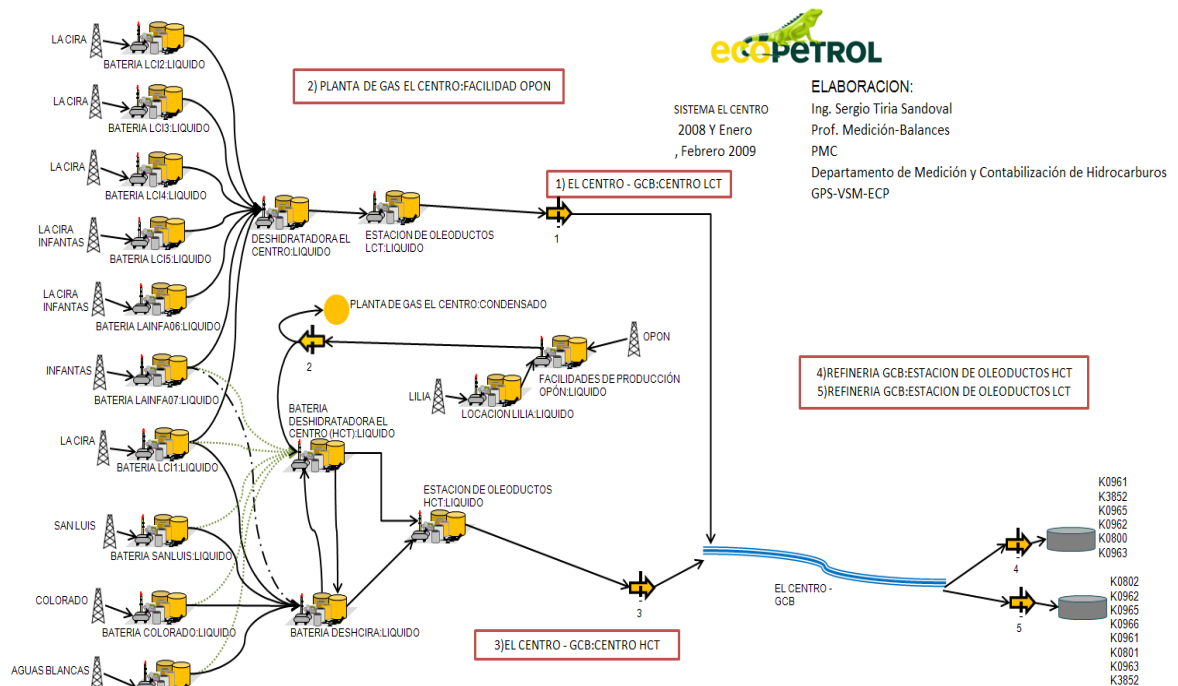 LA CIRA
BATERIA LCI2:LIQUIDO
LA CIRA
BATERIA LCI3:LIQUIDO
LA CIRA
BATERIA LCI4:LIQUIDO
LA CIRA
INFANTAS
BATERIA LCI5:LIQUIDO
LA CIRA
INFANTAS
BATERIA LAINFA06:LIQUIDO
INFANTAS
BATERIA LAINFA07:LIQUIDO
LA CIRA
BATERIA LCI1:LIQUIDO
SAN LUIS
BATERIA SANLUIS:LIQUIDO
COLORADO
BATERIA COLORADO:LIQUIDO
AGUAS BLANCAS
2) PLANTA DE GAS EL CENTRO:FACILIDAD OPON
ecopetrol
SISTEMA EL CENTRO
2008 Y Enero
, Febrero 2009
ELABORACION:
Ing. Sergio Tiria Sandoval
Prof. Medición-Balances
PMC
Departamento de Medición y Contabilización de Hidrocarburos
GPS-VSM-ECP
1) EL CENTRO - GCB:CENTRO LCT
DESHIDRATADORA EL
CENTRO:LIQUIDO
ESTACION DE OLEODUCTOS
LCT:LIQUIDO
1
PLANTA DE GAS EL CENTRO:CONDENSADO
2
OPON
FACILIDADES DE PRODUCCIÓN
OPÓN:LIQUIDO
LILIA
LOCACION LILIA:LIQUIDO
BATERIA
DESHIDRATADORA EL
CENTRO (HCT):LIQUIDO
ESTACION DE OLEODUCTOS
HCT:LIQUIDO
BATERIA DESHCIRA:LIQUIDO
3
3)EL CENTRO - GCB:CENTRO HCT
EL CENTRO -
GCB
4)REFINERIA GCB:ESTACION DE OLEODUCTOS HCT
5)REFINERIA GCB:ESTACION DE OLEODUCTOS LCT
4
K0961
K3852
K0965
K0962
K0800
K0963
5
K0802
K0962
K0965
K0966
K0961
K0801
K0963
K3852